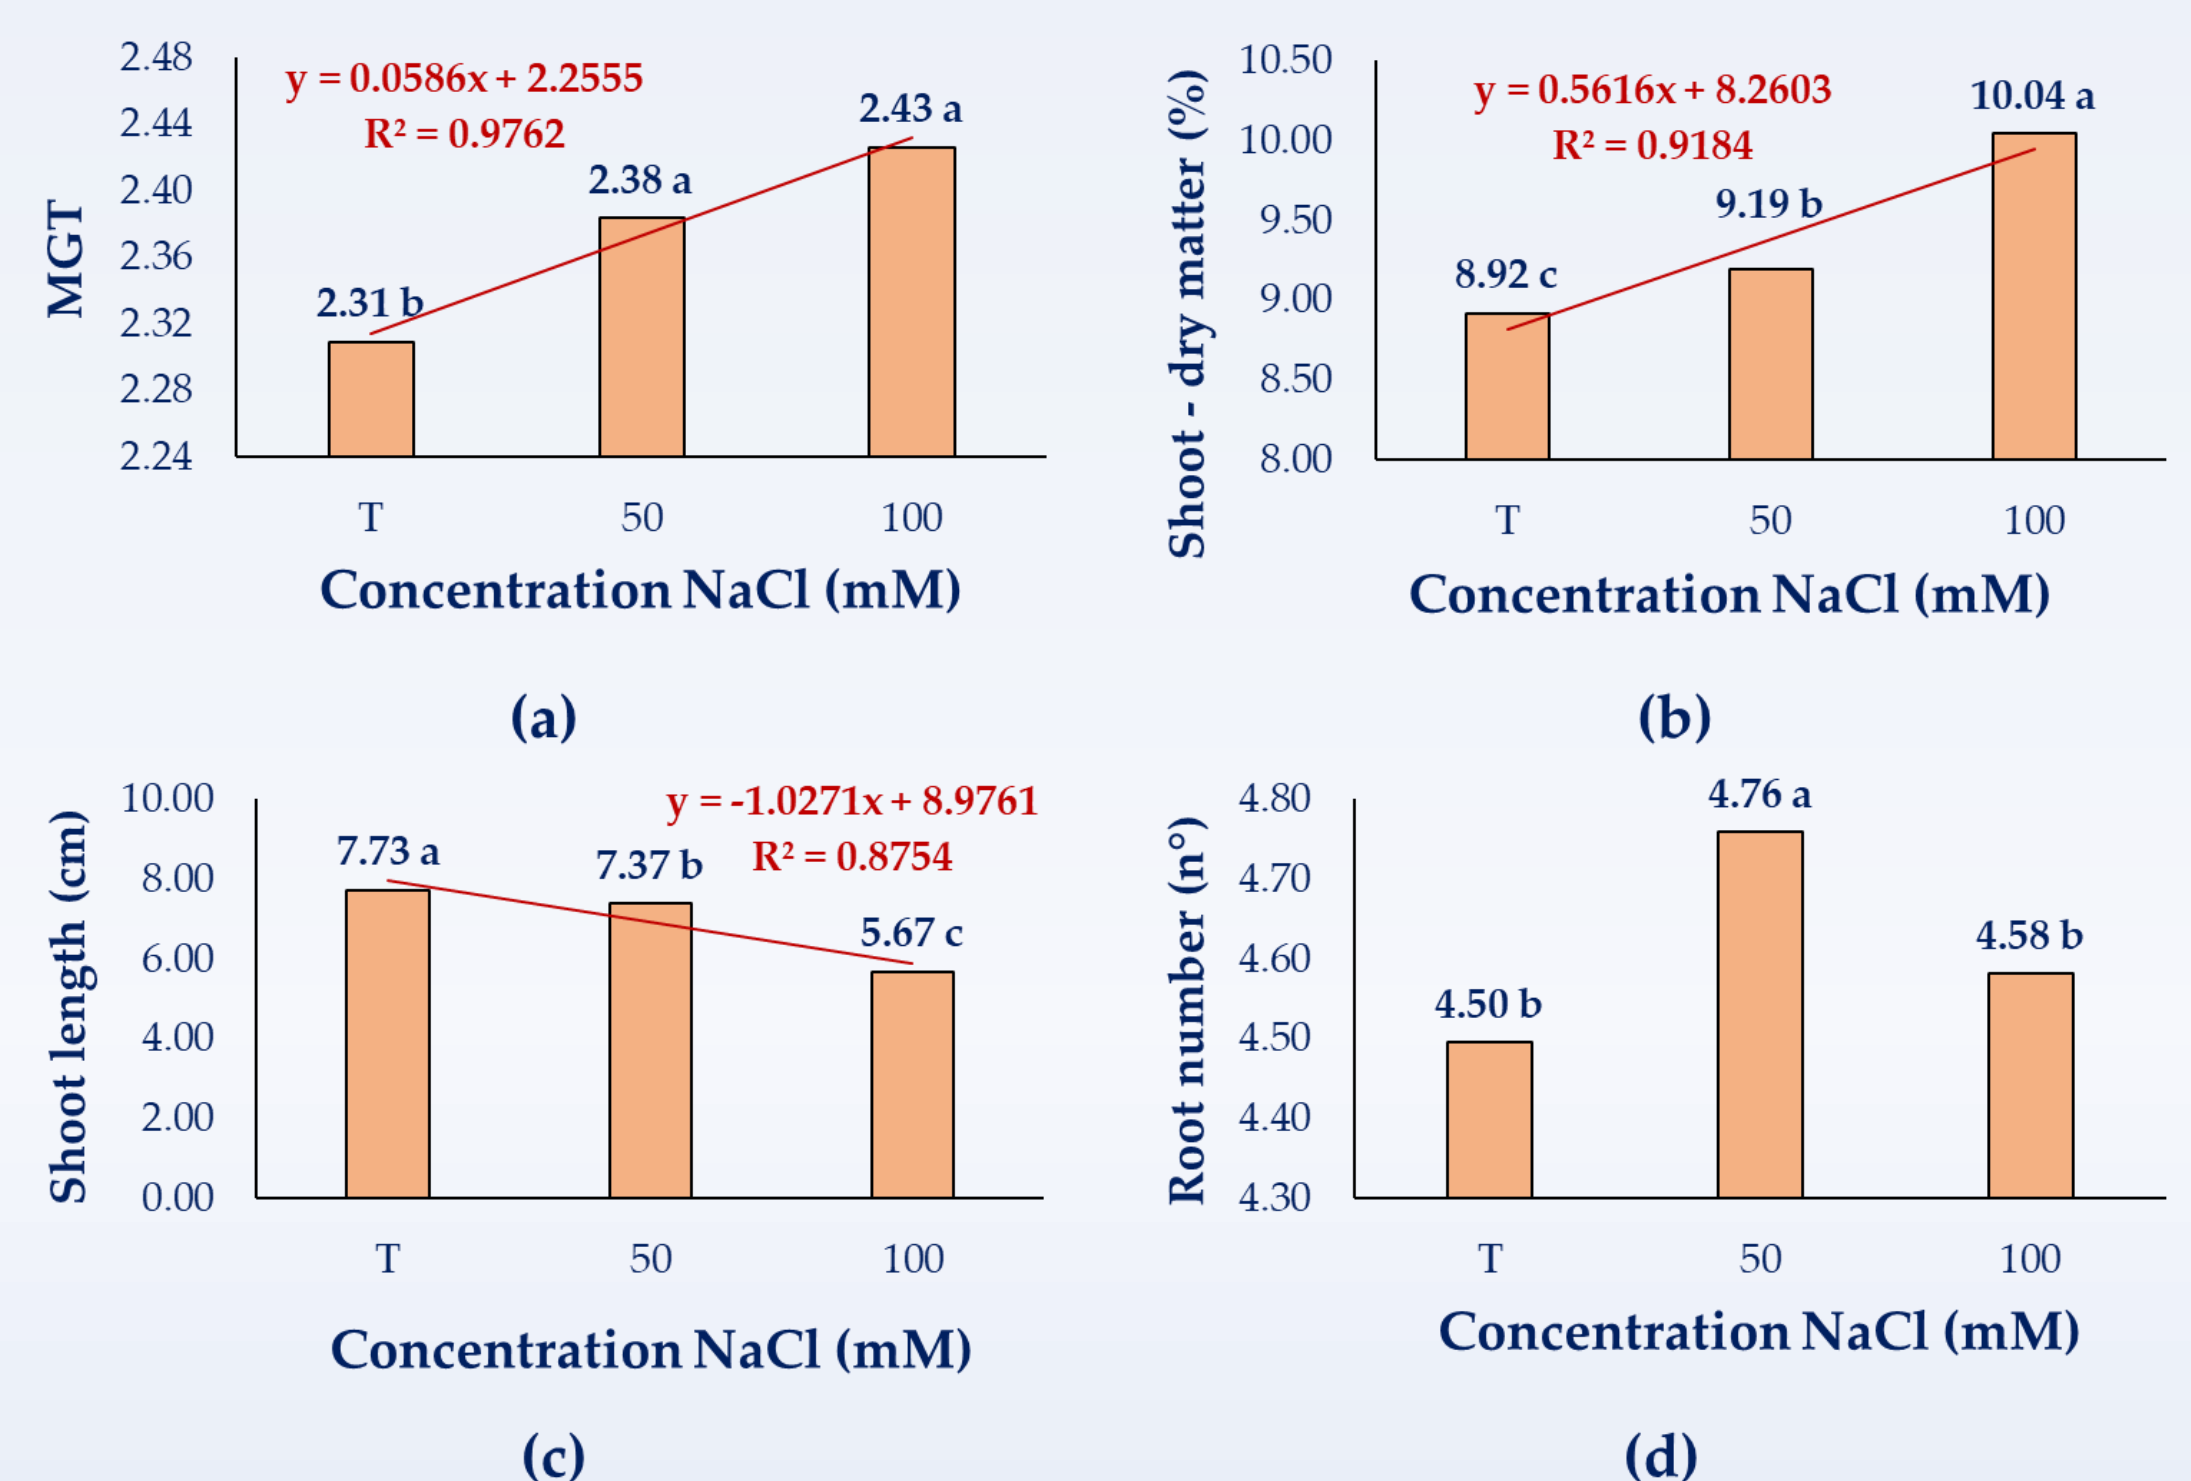 2.48
2.44
2.40
2.36
2.32
2.28
2.24
MGT
y = 0.0586x + 2.2555
R² = 0.9762
2.31 b
2.38 a
2.43 a
T 50 100
Concentration NaCl (mM)
(a)
10.50
10.00
9.50
9.00
8.50
8.00
Shoot - dry matter (%)
y = 0.5616x + 8.2603
R² = 0.9184
8.92 c
9.19 b
10.04 a
T 50 100
Concentration NaCl (mM)
(b)
10.00
8.00
6.00
4.00
2.00
0.00
Shoot length (cm)
y = -1.0271x + 8.9761
R² = 0.8754
7.73 a
7.37 b
5.67 c
T 50 100
Concentration NaCl (mM)
(c)
4.80
4.70
4.60
4.50
4.40
4.30
Root number (n°)
4.50 b
4.76 a
4.58 b
T 50 100
Concentration NaCl (mM)
(d)